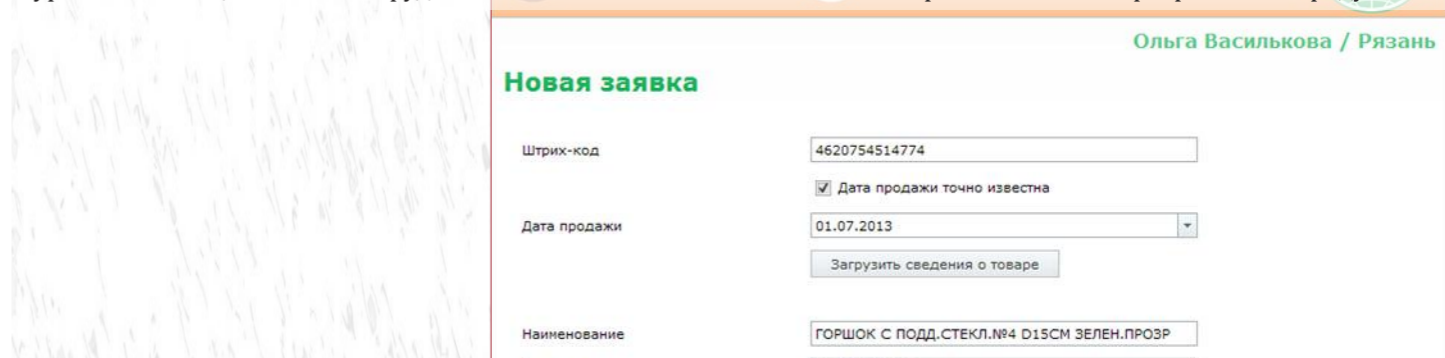 Ольга Василькова / Рязань
Новая заявка
Штрих-код
4620754514774
Дата продажи точно известна
Дата продажи
01.07.2013
Загрузить сведения о товаре
Наименование
ГОРШОК С ПОДД.СТЕКЛ.№4 D15СМ ЗЕЛЕН.ПРОЗР